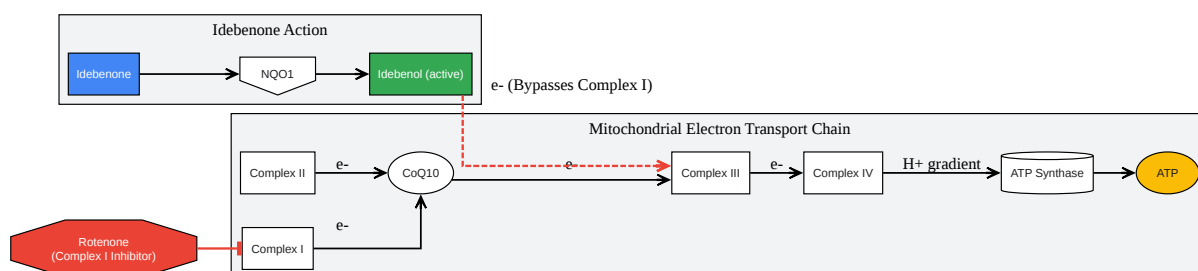 Idebenone Action
Idebenone
NQO1
Idebenol (active)
e- (Bypasses Complex I)
Mitochondrial Electron Transport Chain
Complex II
e-
CoQ10
e-
Complex III
e-
Complex IV
H+ gradient
ATP Synthase
ATP
e-
Rotenone
(Complex I Inhibitor)
Complex I